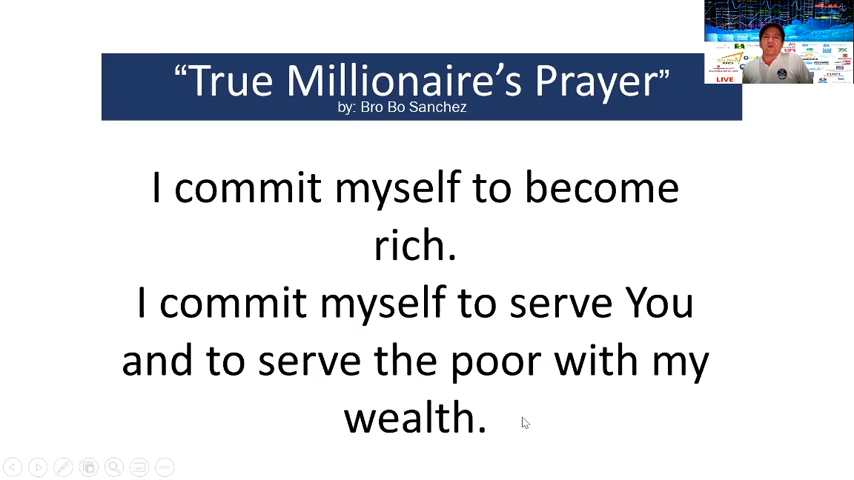 “True Millionaire’s Prayer”
by: Bro Bo Sanchez
LIVE
I commit myself to become
rich.
I commit myself to serve You
and to serve the poor with my
wealth.